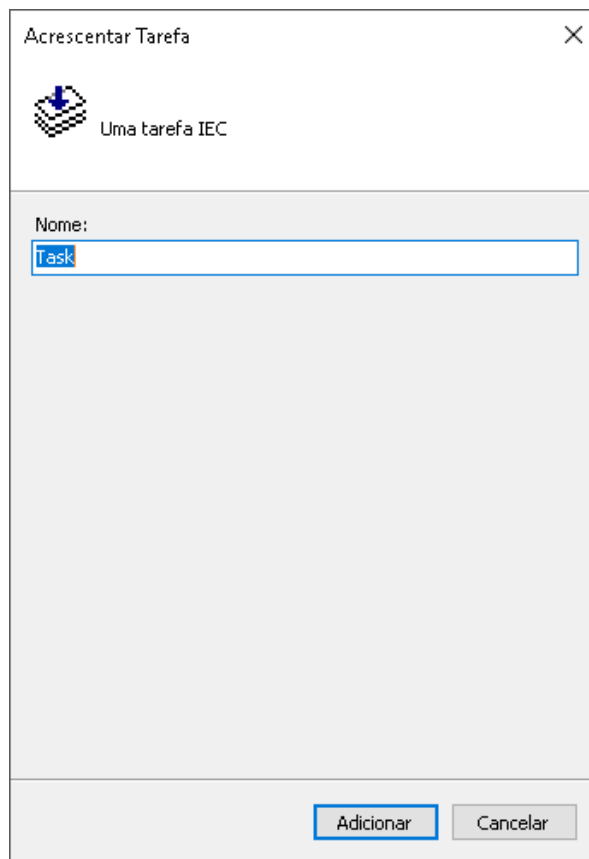 Acrescentar Tarefa
Uma tarefa IEC
Nome:
Task
Adicionar
Cancelar